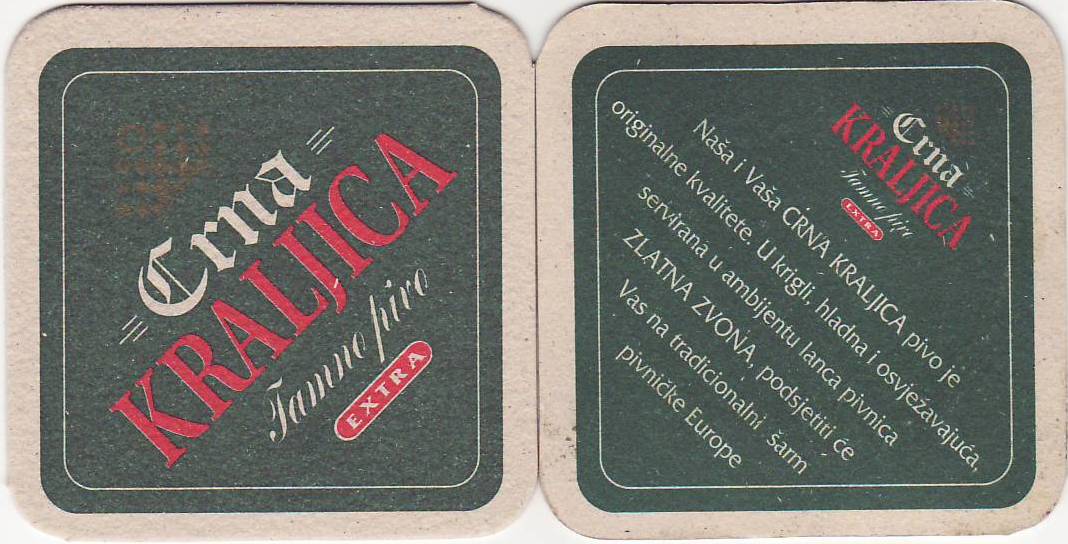 Crna
KRALJICA
Tamno pivo
EXTRA
Crna
KRALJICA
Tamno pivo
EXTRA
Naša i Vaša CRNA KRALJICA pivo je
originalne kvalitete. U krigli, hladna i osvježavajuća,
servirana u ambijentu lanca pivnica
ZLATNA ZVONA, podsjetiti će
Vas na tradicionalni šarm
pivničke Europe